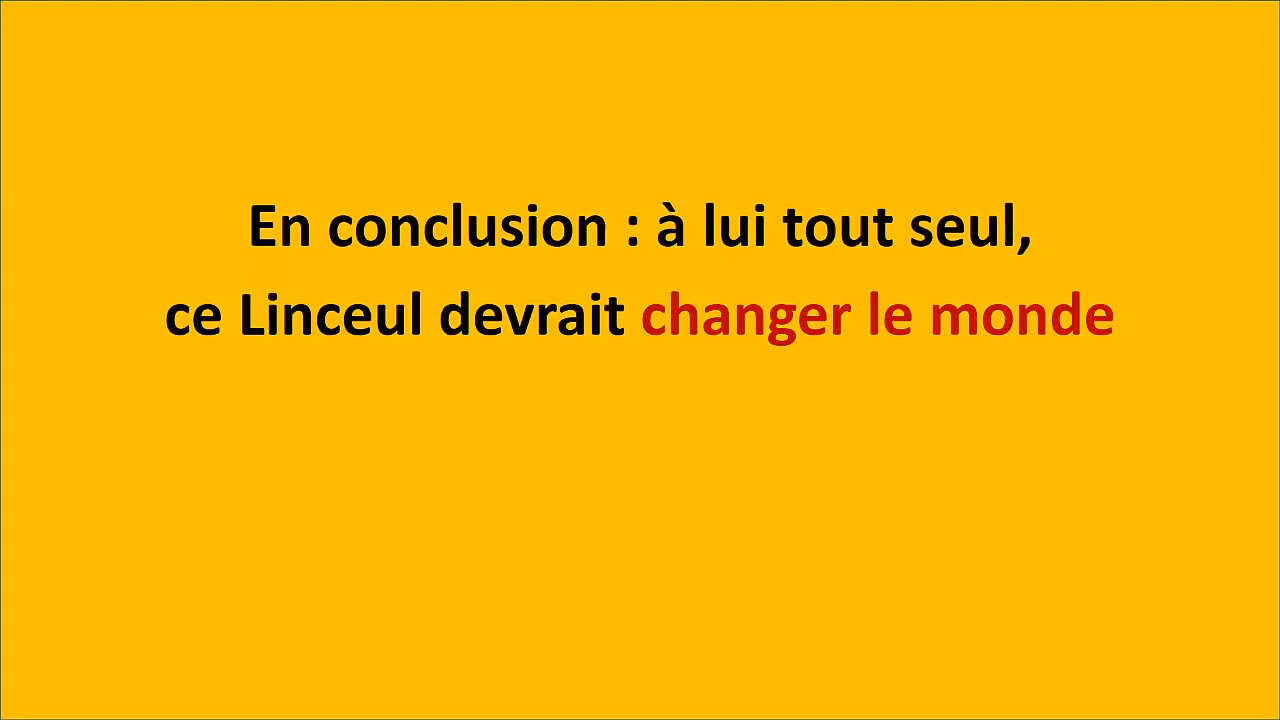 En conclusion : à lui tout seul,
ce Linceul devrait changer le monde